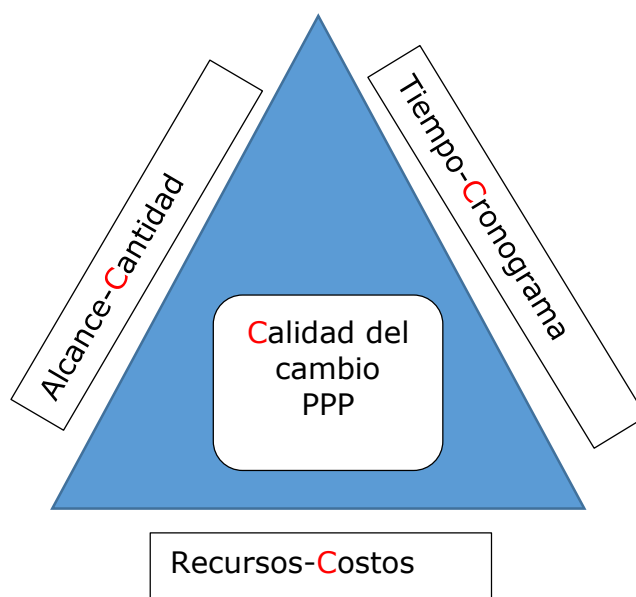 Alcance-Cantidad
Tiempo-Cronograma
Calidad del
cambio
PPP
Recursos-Costos